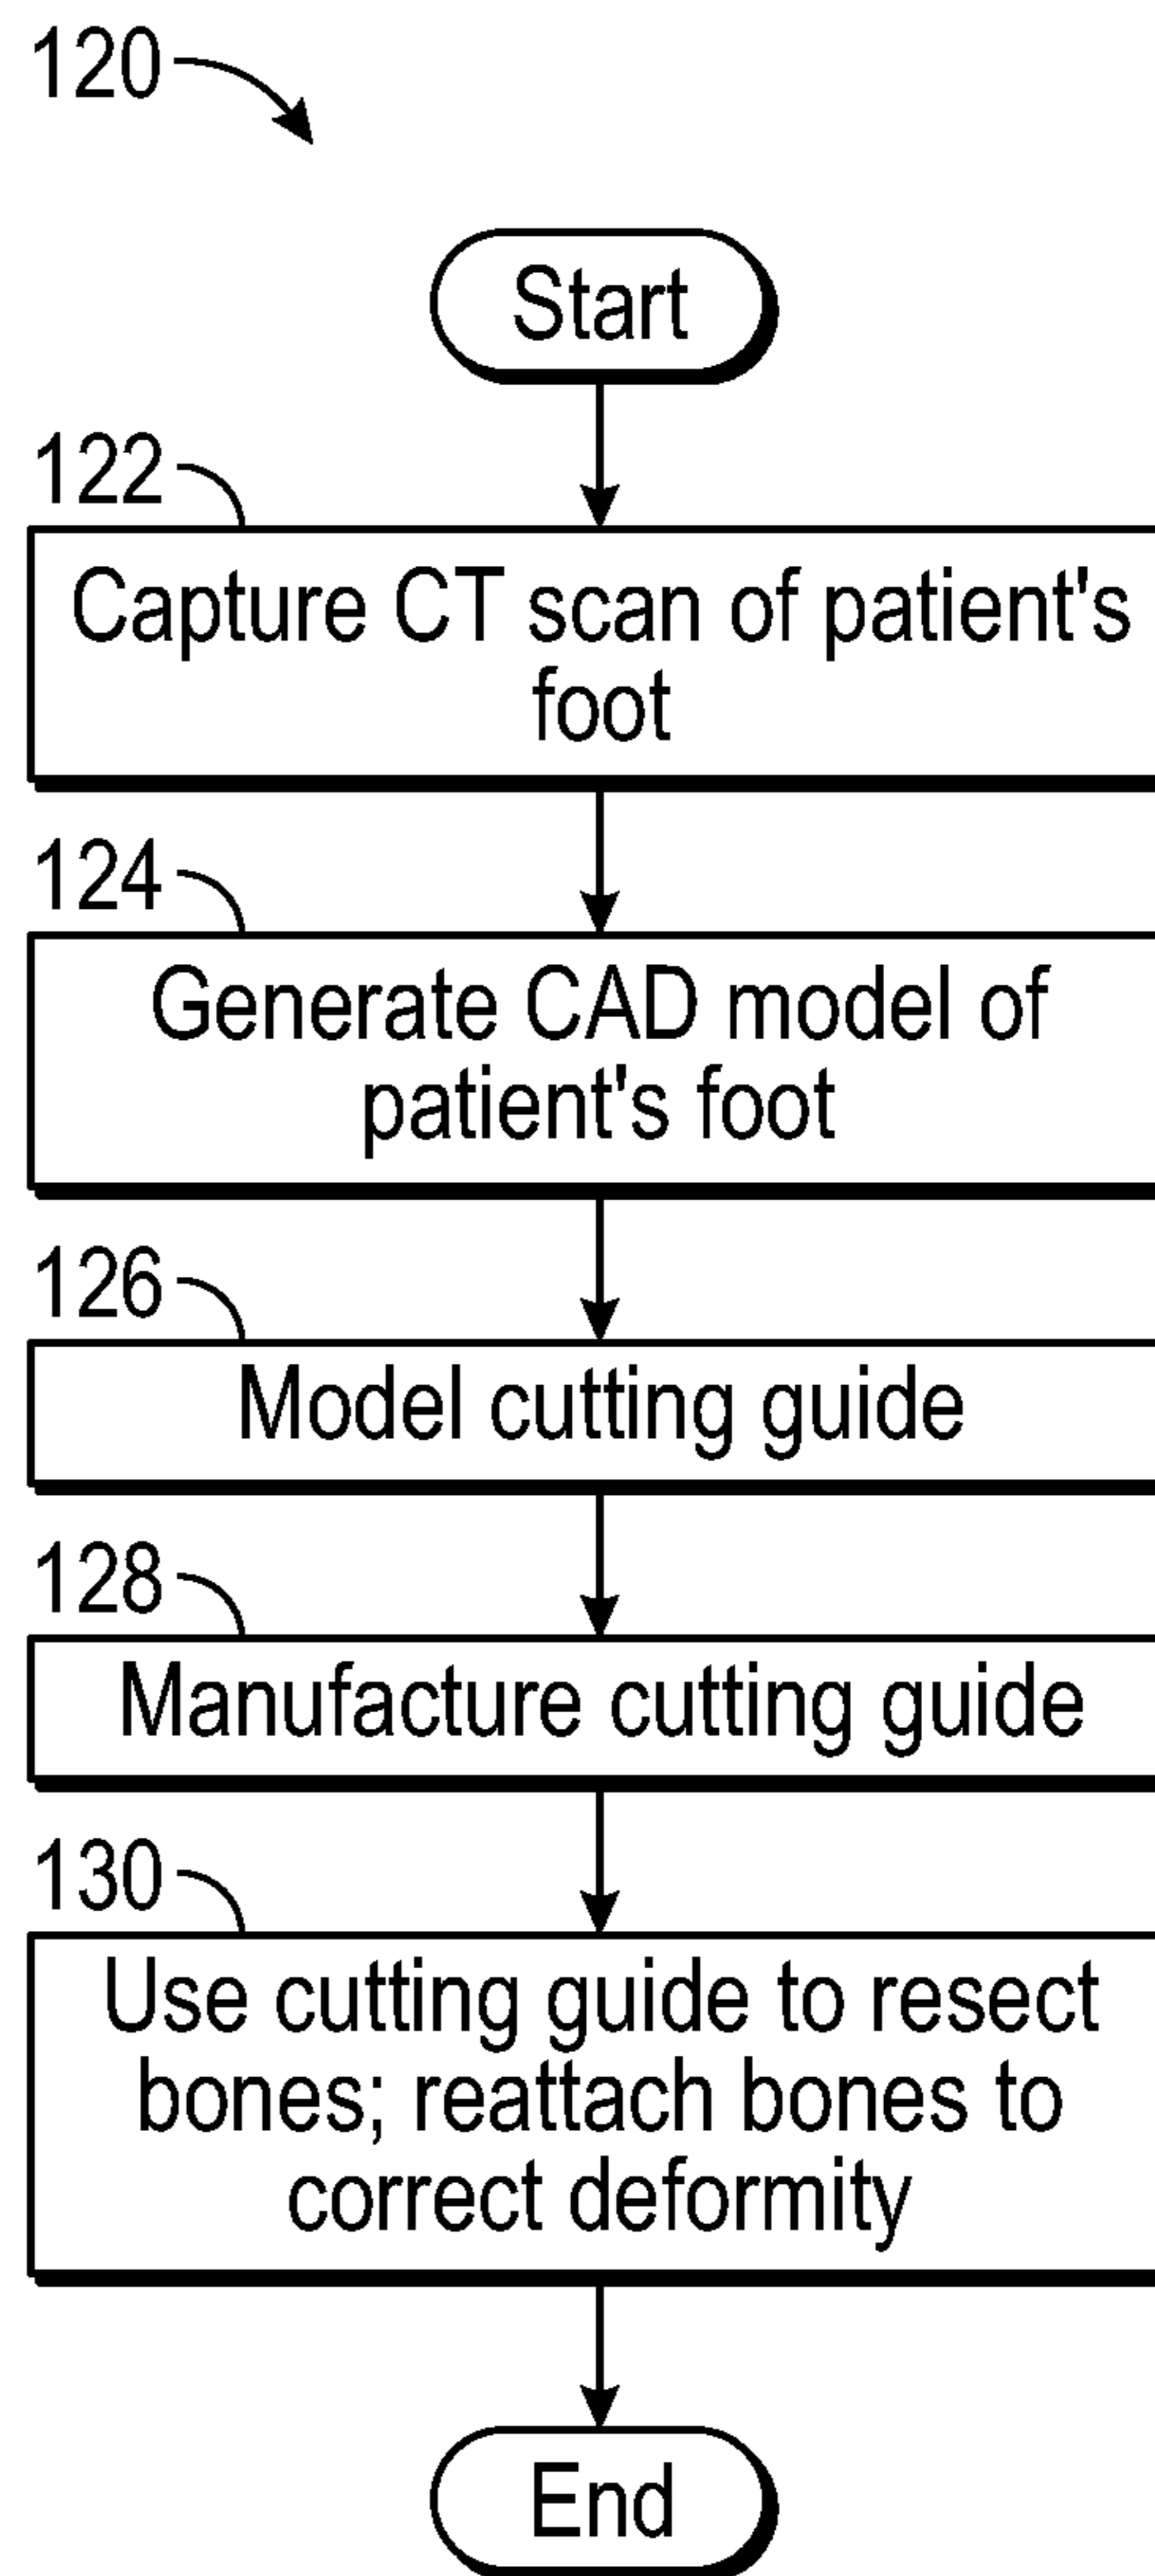 120
Start
122
Capture CT scan of patient's
foot
124
Generate CAD model of
patient's foot
126
Model cutting guide
128
Manufacture cutting guide
130
Use cutting guide to resect
bones; reattach bones to
correct deformity
End